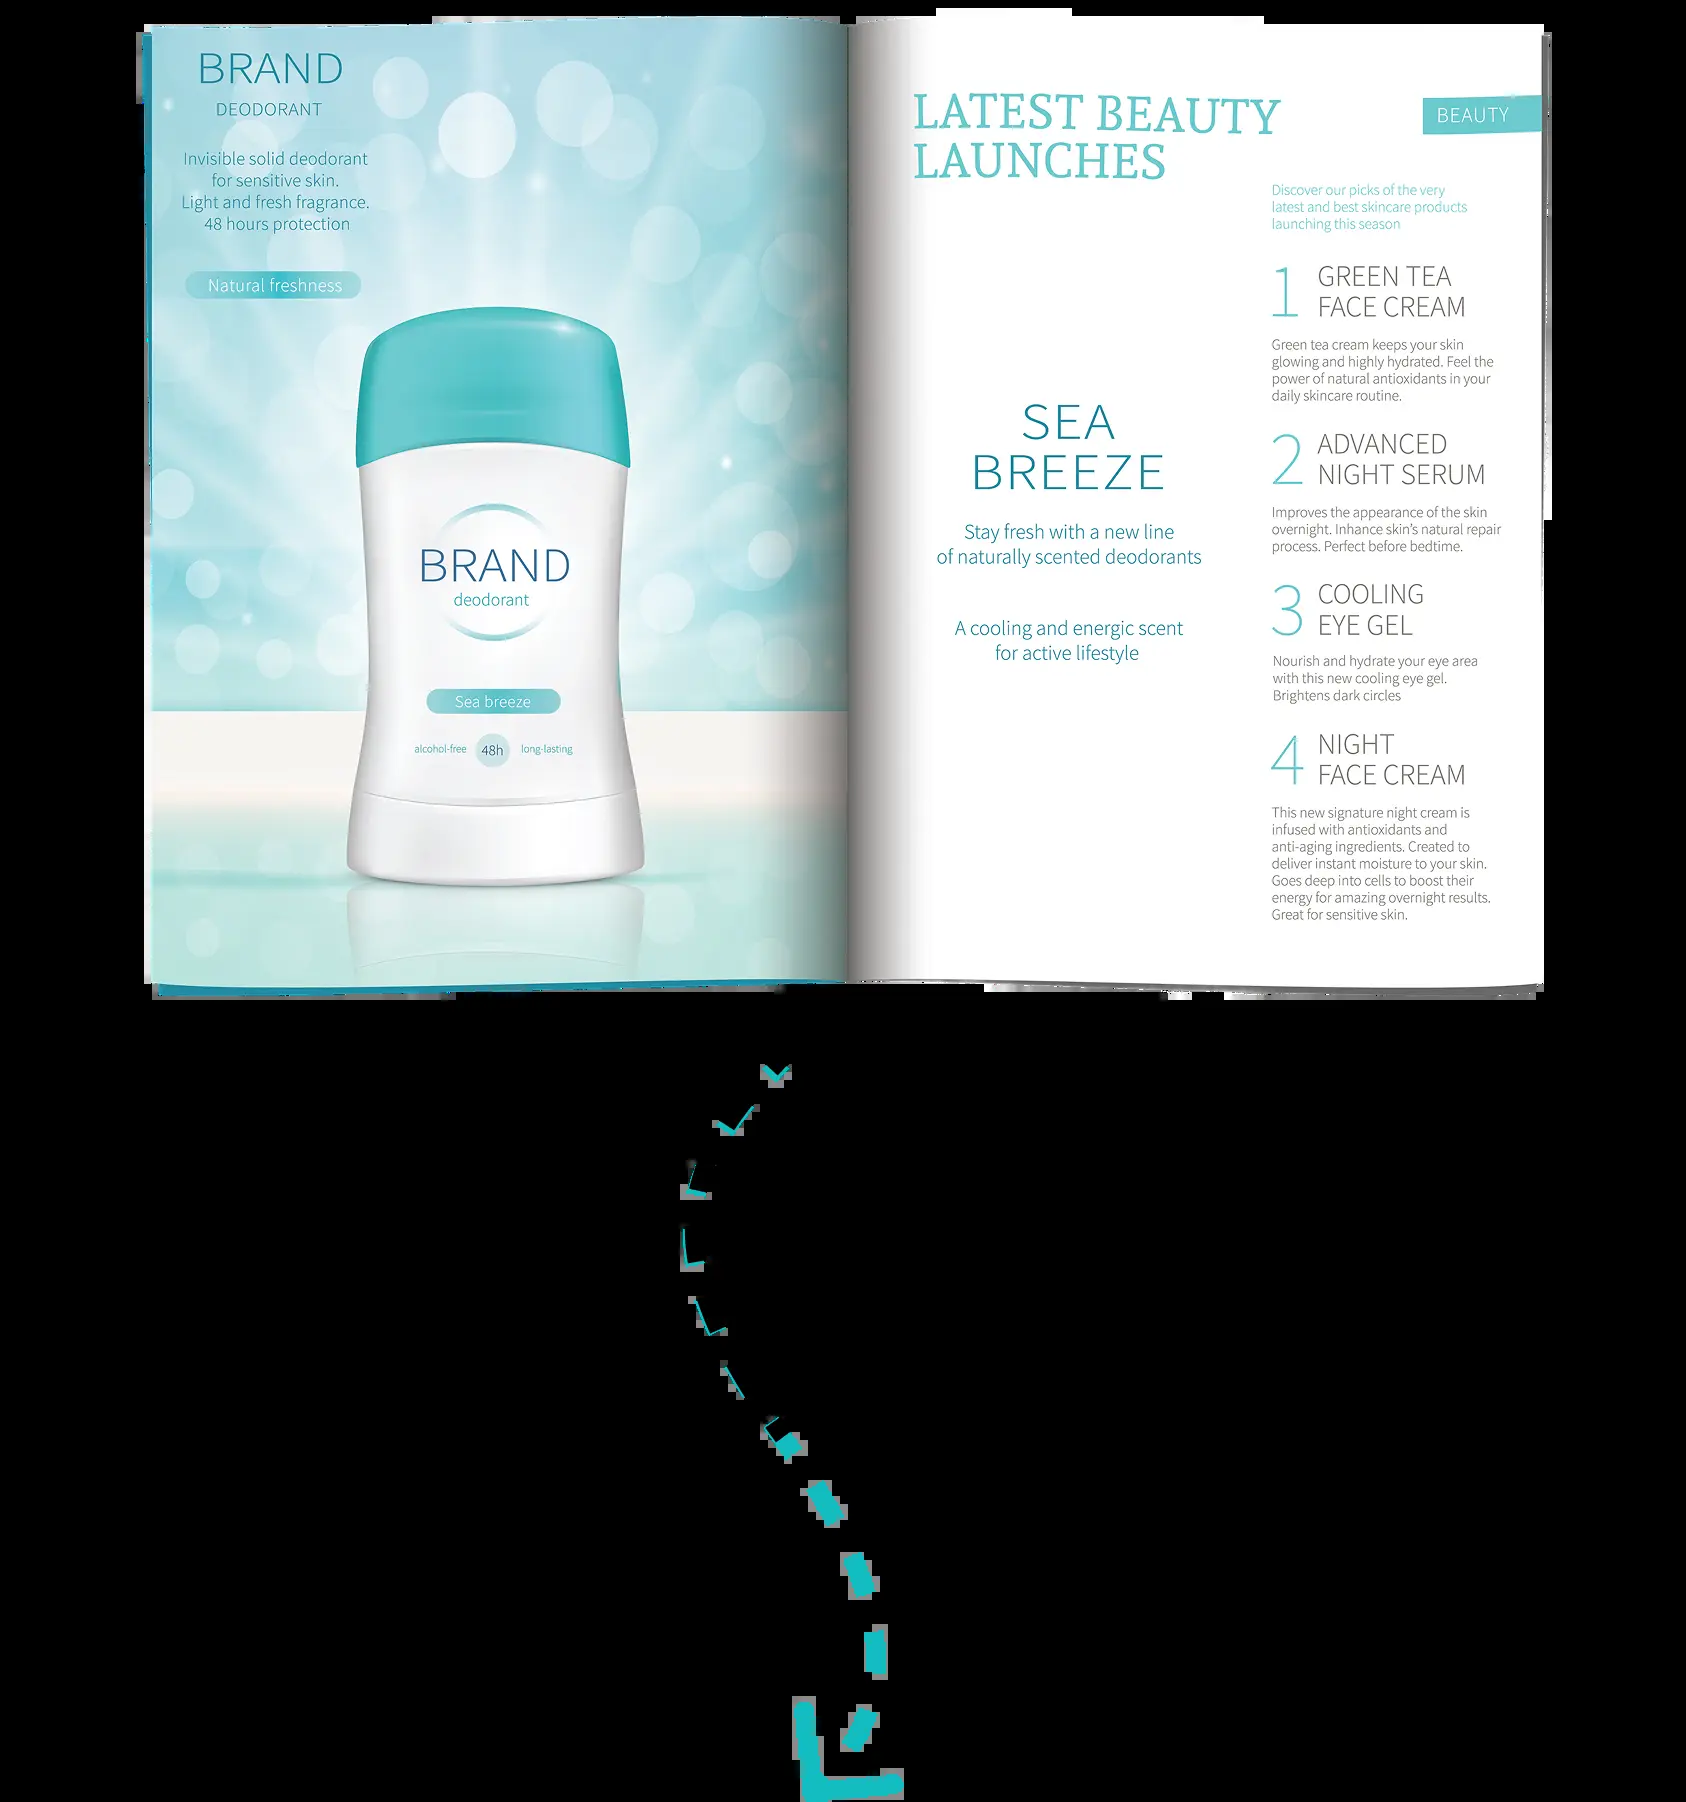 BRAND
DEODORANT
Invisible solid deodorant
for sensitive skin.
Light and fresh fragrance.
48 hours protection
Natural freshness
BRAND
deodorant
Sea breeze
alcohol-free 48h long-lasting
LATEST BEAUTY
LAUNCHES
SEA
BREEZE
Stay fresh with a new line
of naturally scented deodorants
A cooling and energic scent
for active lifestyle
BEAUTY
Discover our picks of the very
latest and best skincare products
launching this season
1 GREEN TEA
FACE CREAM
Green tea cream keeps your skin
glowing and highly hydrated. Feel the
power of natural antioxidants in your
daily skincare routine.
2 ADVANCED
NIGHT SERUM
Improves the appearance of the skin
overnight. Inhance skin's natural repair
process. Perfect before bedtime.
3 COOLING
EYE GEL
Nourish and hydrate your eye area
with this new cooling eye gel.
Brightens dark circles
4 NIGHT
FACE CREAM
This new signature night cream is
infused with antioxidants and
anti-aging ingredients. Created to
deliver instant moisture to your skin.
Goes deep into cells to boost their
energy for amazing overnight results.
Great for sensitive skin.